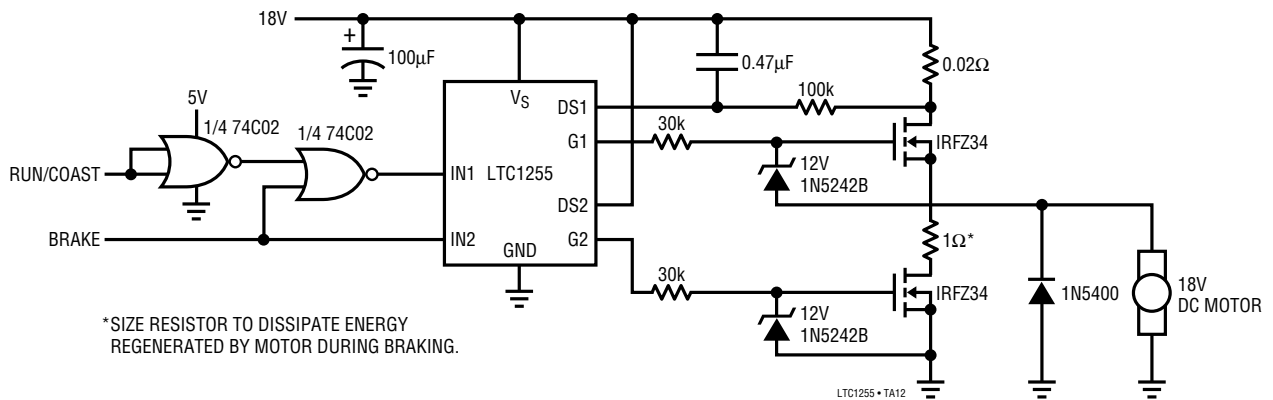 18V
+
100µF
0.47µF
0.02Ω
5V
1/4 74C02
1/4 74C02
VS
DS1
100k
G1
30k
IRFZ34
12V
1N5242B
RUN/COAST
IN1
LTC1255
DS2
BRAKE
IN2
GND
G2
1Ω*
30k
IRFZ34
12V
1N5242B
1N5400
18V
DC MOTOR
*SIZE RESISTOR TO DISSIPATE ENERGY
REGENERATED BY MOTOR DURING BRAKING.
LTC1255 • TA12